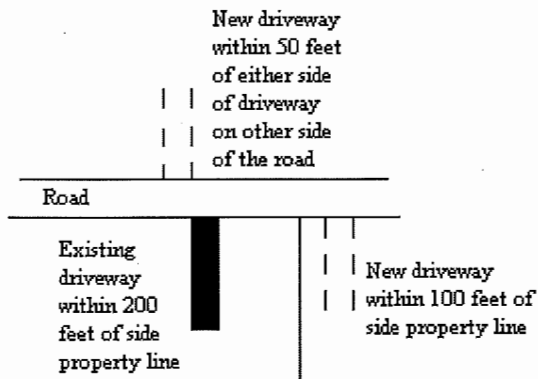 New driveway
within 50 feet
of either side
of driveway
on other side
of the road
Road
Existing
driveway
within 200
feet of side
property line
New driveway
within 100 feet of
side property line